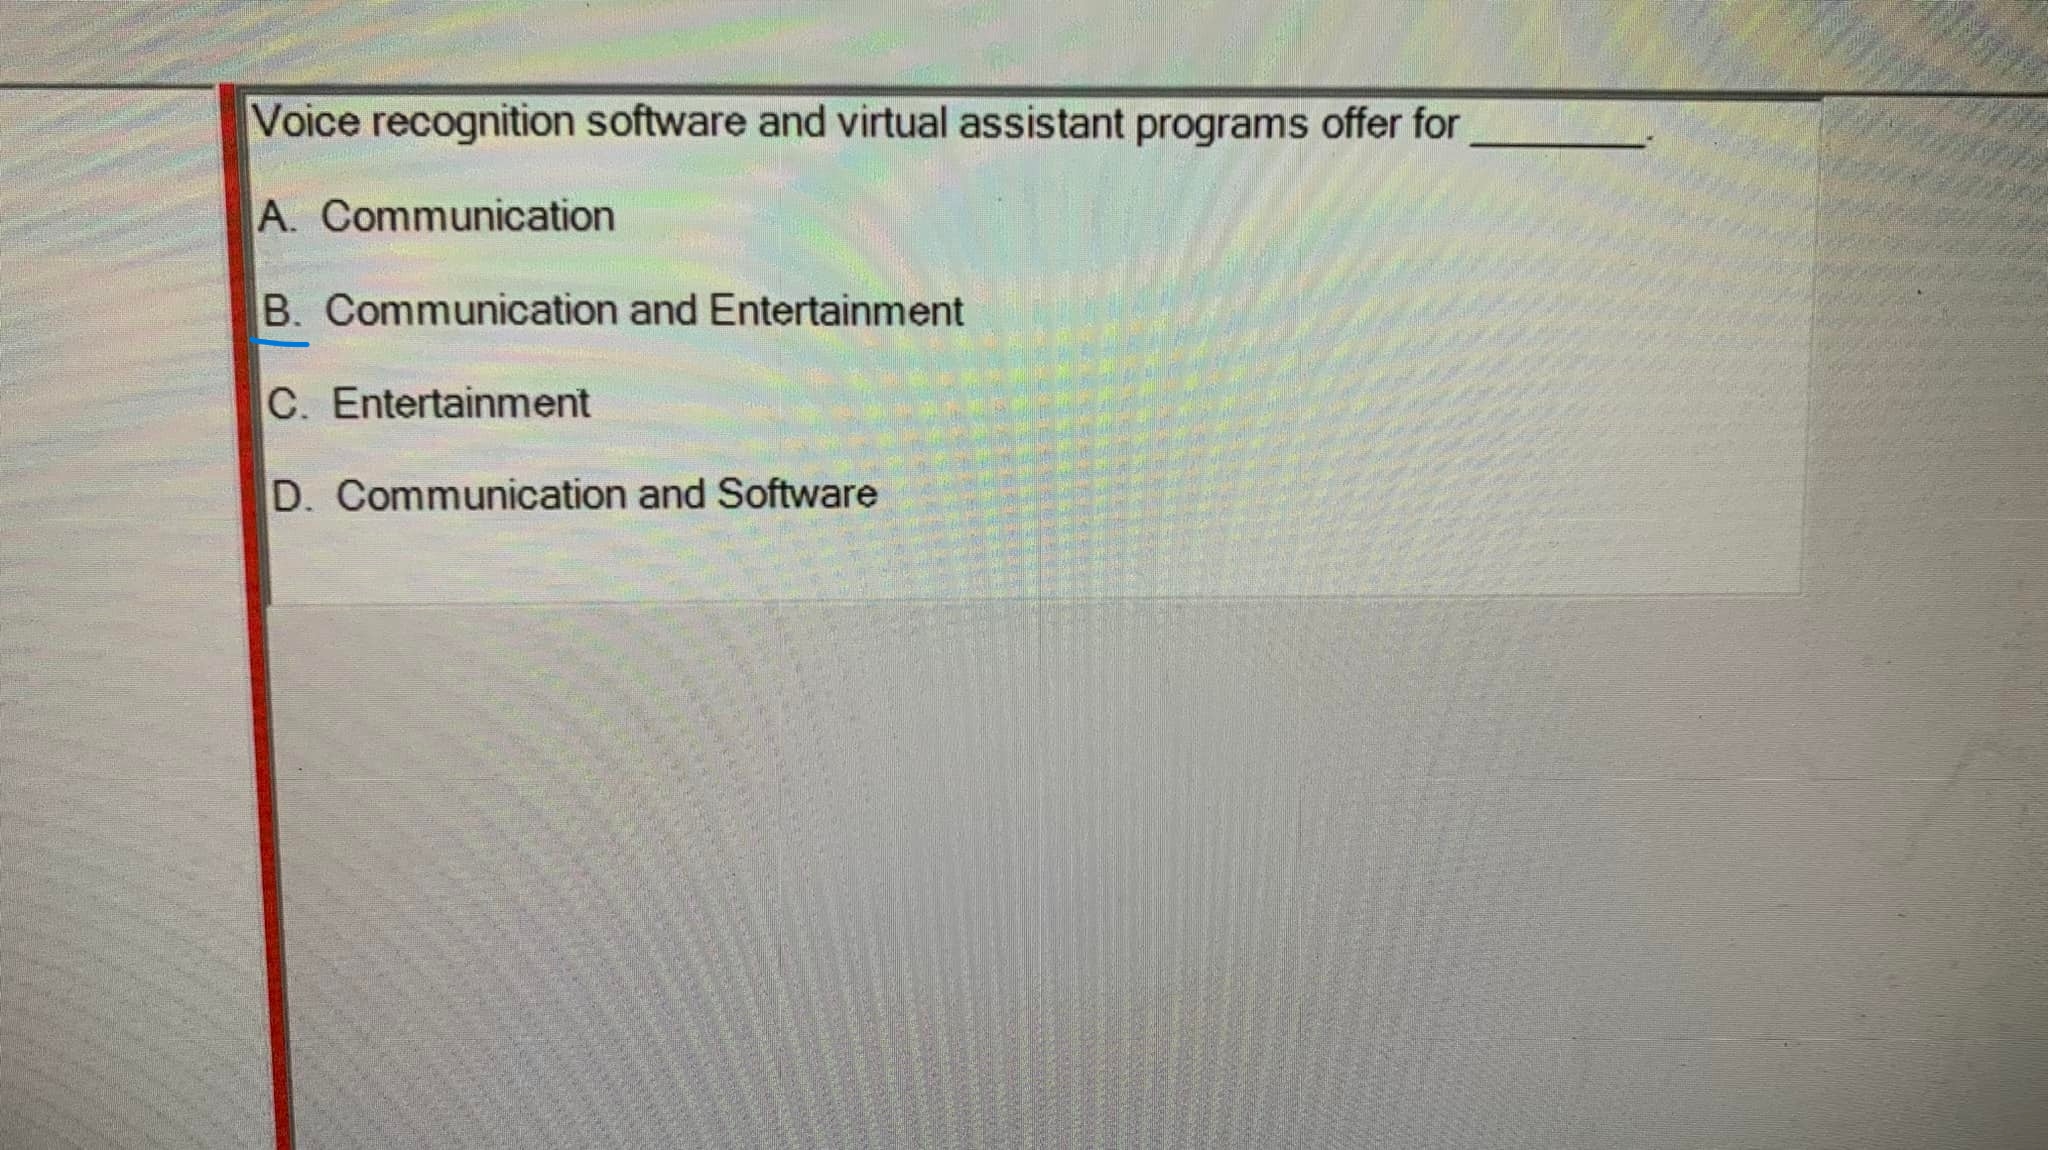 Voice recognition software and virtual assistant programs offer for ________.
A. Communication
B. Communication and Entertainment
C. Entertainment
D. Communication and Software